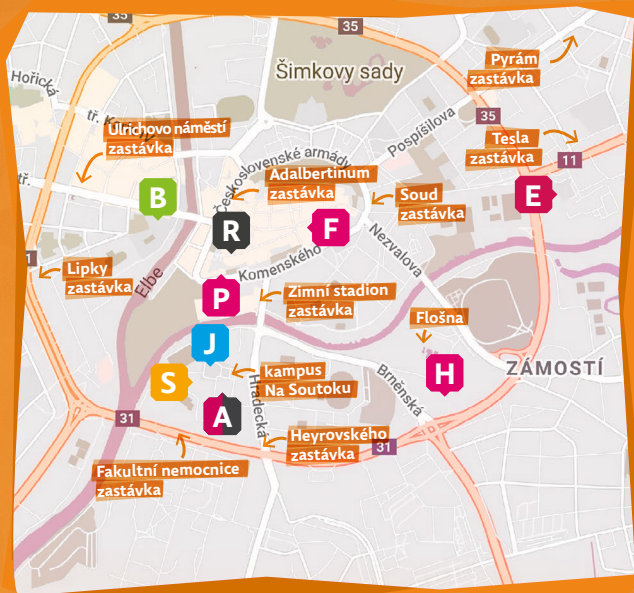 35
35
Šimkovy sady
Pyrám
zastávka
Hořická
tř. K
Pospíšilova
35
Ulrichovo náměstí
zastávka
Tesla
zastávka
11
Československé armády
tř.
Adalbertinum
zastávka
B
E
Soud
zastávka
R
F
Nezvalova
Komenského
Lipky
zastávka
Elbe
P
Zimní stadion
zastávka
Flošna
J
kampus
Na Soutoku
S
H
ZÁMOSTÍ
Brněnská
Hradecká
A
31
Heyrovského
zastávka
31
Fakultní nemocnice
zastávka